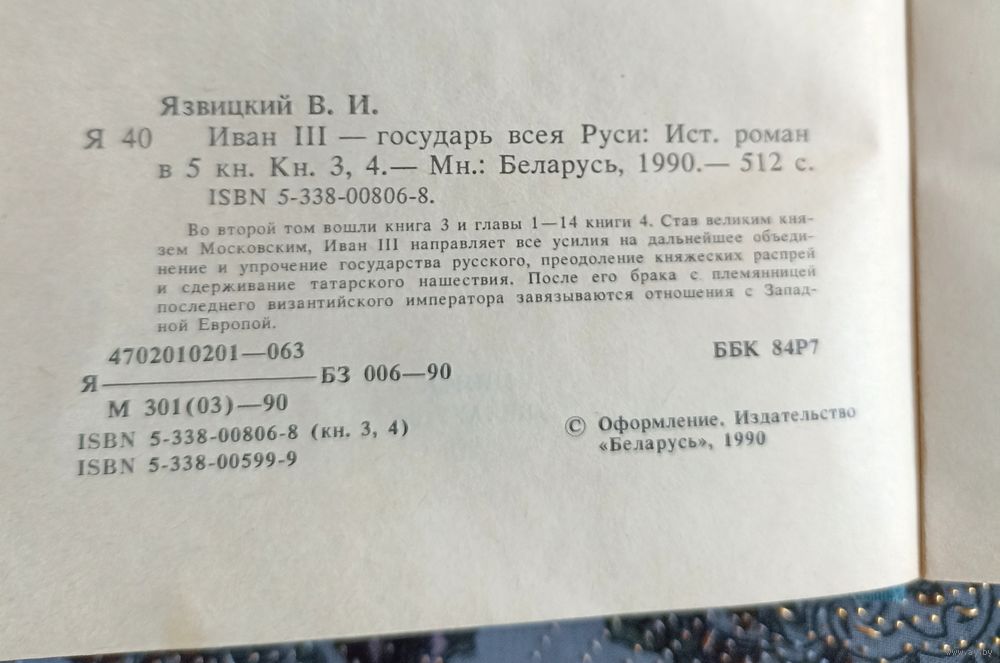 Язвицкий В. И.
Я 40 Иван III — государь всея Руси: Ист. роман
в 5 кн. Кн. 3, 4.— Мн.: Беларусь, 1990.— 512 с.
ISBN 5-338-00806-8.
Во второй том вошли книга 3 и главы 1—14 книги 4. Став великим кня-
зем Московским, Иван III направляет все усилия на дальнейшее объеди-
нение и упрочение государства русского, преодоление княжеских распрей
и сдерживание татарского нашествия. После его брака с племянницей
последнего византийского императора завязываются отношения с Запад-
ной Европой.
4702010201—063
Я
БЗ 006—90
М 301(03)—90
ББК 84Р7
ISBN 5-338-00806-8 (кн. 3, 4)
ISBN 5-338-00599-9
© Оформление. Издательство
«Беларусь», 1990
www.ay.by